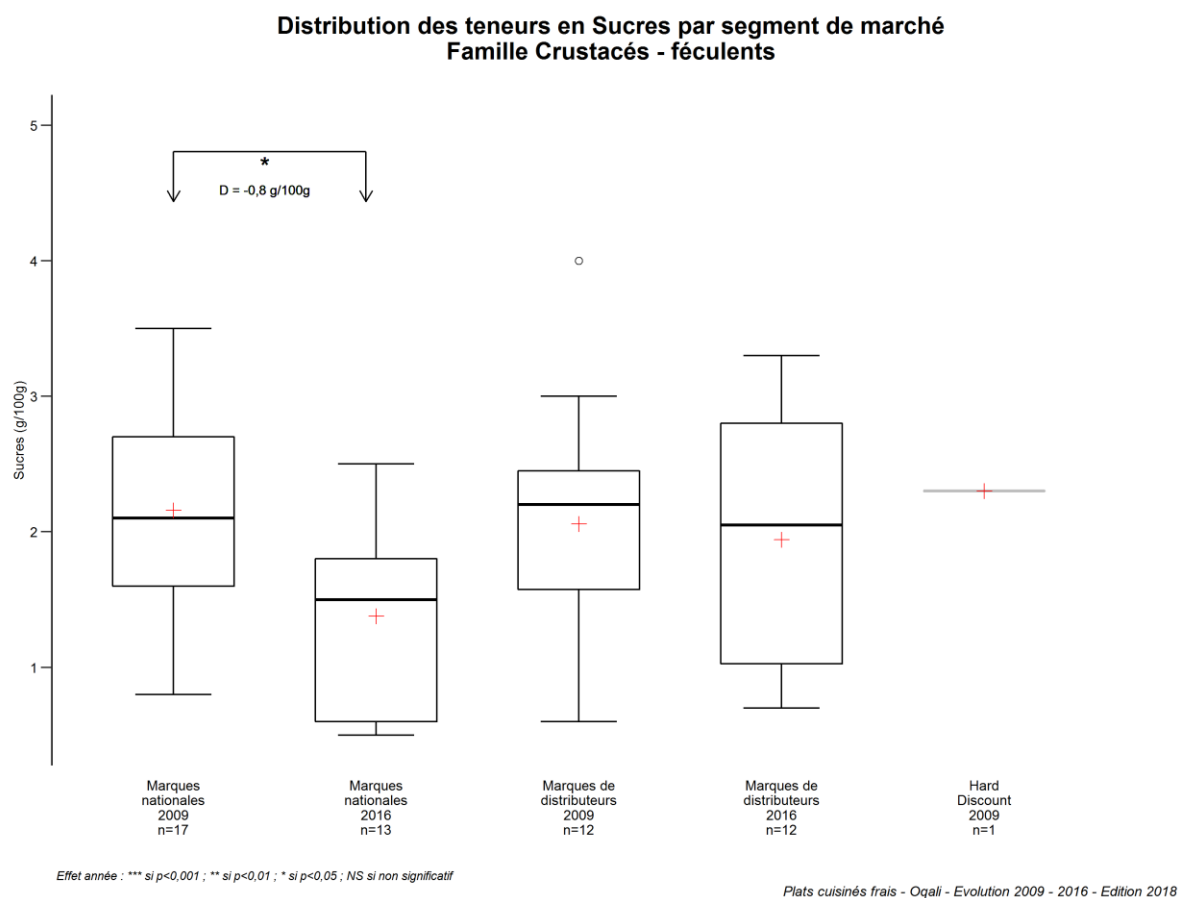 Distribution des teneurs en Sucres par segment de marché
Famille Crustacés - féculents
5
4
3
2
1
Sucres (g/100g)
*
D = -0,8 g/100g
Marques
nationales
2009
n=17
Marques
nationales
2016
n=13
Marques de
distributeurs
2009
n=12
Marques de
distributeurs
2016
n=12
Hard
Discount
2009
n=1
Effet année : *** si p<0,001 ; ** si p<0,01 ; * si p<0,05 ; NS si non significatif
Plats cuisinés frais - Oqali - Evolution 2009 - 2016 - Edition 2018